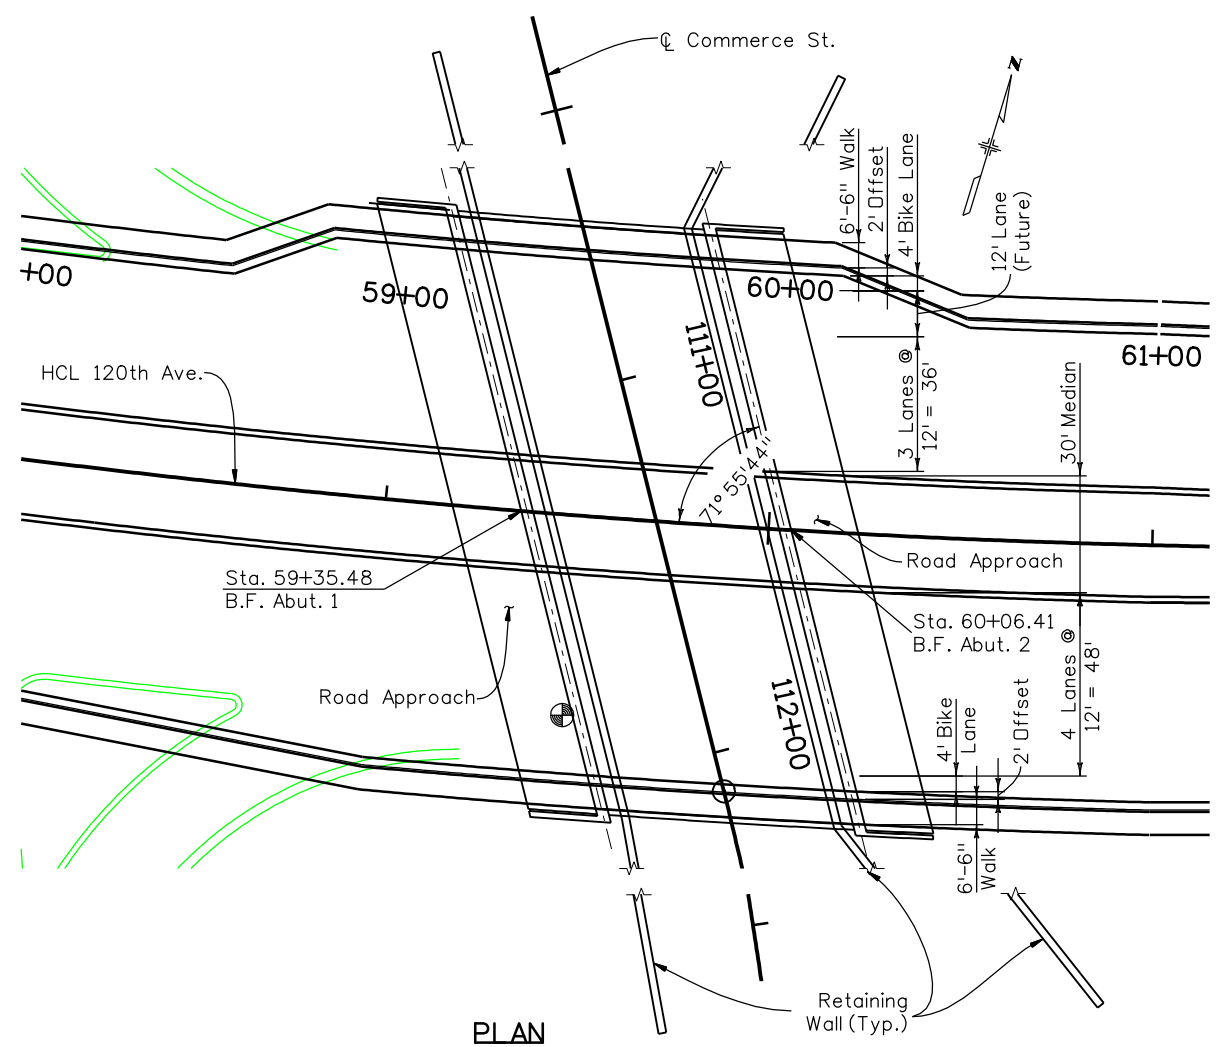 ℄ Commerce St.
N
6'-6" Walk
2' Offset
4' Bike Lane
12' Lane
(Future)
+00
59+00
60+00
61+00
111+00
HCL 120th Ave.
3 Lanes @
12' = 36'
30' Median
71° 55'44"
Road Approach
Sta. 59+35.48
B.F. Abut. 1
Sta. 60+06.41
B.F. Abut. 2
4 Lanes @
12' = 48'
Road Approach
112+00
4' Bike
Lane
2' Offset
6'-6"
Walk
Retaining
Wall (Typ.)
PLAN